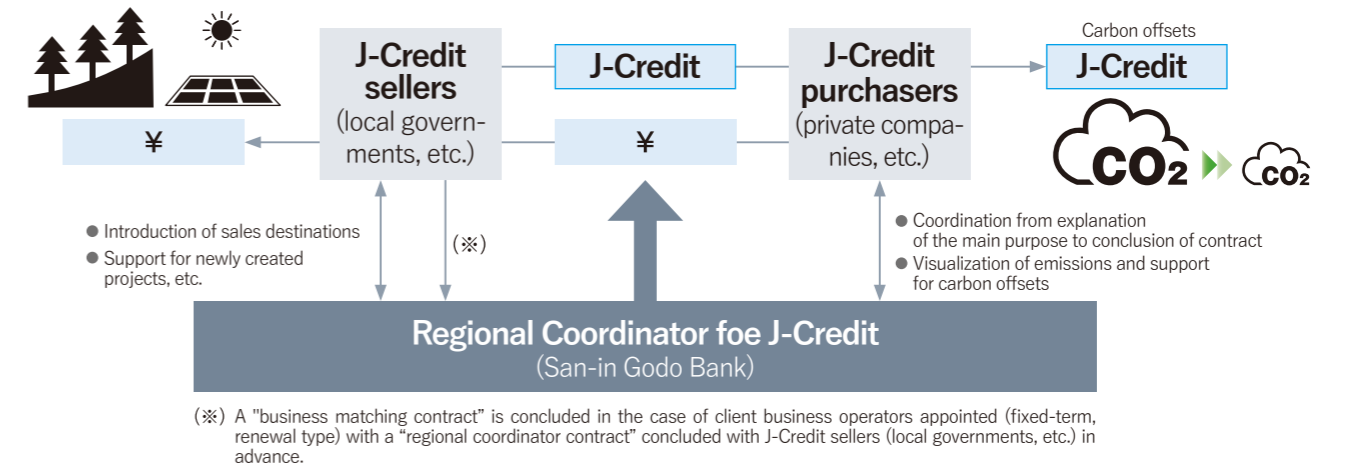 Carbon offsets
J-Credit
sellers
(local govern-
ments, etc.)
J-Credit
¥
J-Credit
purchasers
(private compa-
nies, etc.)
J-Credit
¥
CO2
CO2
● Introduction of sales destinations
● Support for newly created
projects, etc.
(※)
● Coordination from explanation
of the main purpose to conclusion of contract
● Visualization of emissions and support
for carbon offsets
Regional Coordinator foe J-Credit
(San-in Godo Bank)
(※) A "business matching contract” is concluded in the case of client business operators appointed (fixed-term,
renewal type) with a “regional coordinator contract” concluded with J-Credit sellers (local governments, etc.) in
advance.